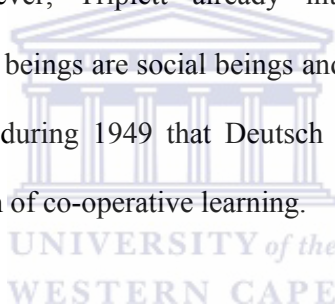 ever, Triplett already
beings are social beings and
during 1949 that Deutsch
of co-operative learning.
UNIVERSITY of the
WESTERN CAPE